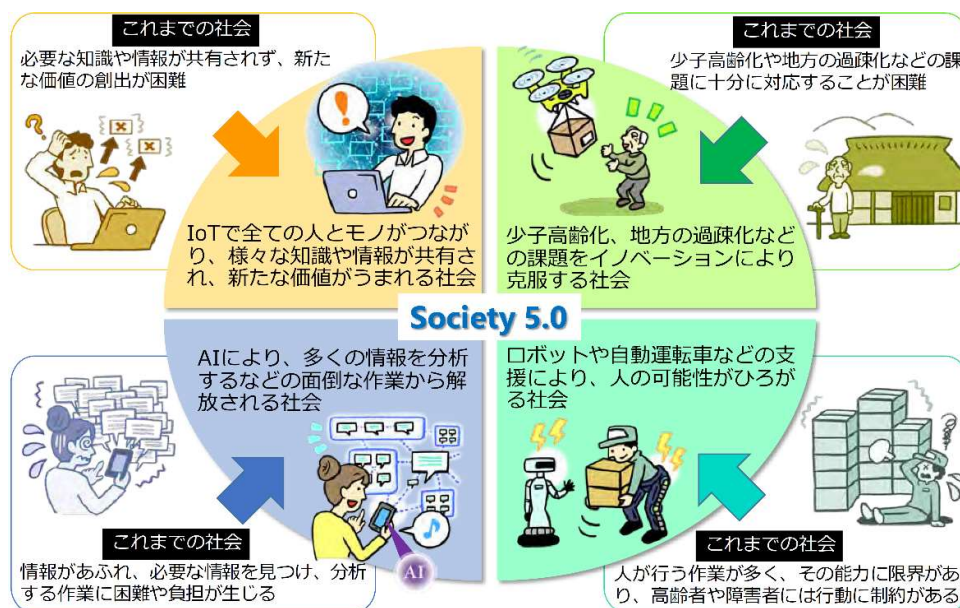 これまでの社会
必要な知識や情報が共有されず、新た
な価値の創出が困難
これまでの社会
少子高齢化や地方の過疎化などの課
題に十分に対応することが困難
IoTで全ての人とモノがつなが
り、様々な知識や情報が共有さ
れ、新たな価値がうまれる社会
少子高齢化、地方の過疎化など
の課題をイノベーションにより
克服する社会
Society 5.0
AIにより、多くの情報を分析
するなどの面倒な作業から解
放される社会
ロボットや自動運転車などの支
援により、人の可能性がひろが
る社会
AI
これまでの社会
情報があふれ、必要な情報を見つけ、分析
する作業に困難や負担が生じる
これまでの社会
人が行う作業が多く、その能力に限界があ
り、高齢者や障害者には行動に制約がある